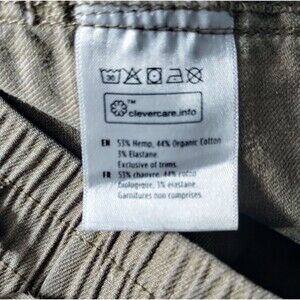 ™
clevercare.info
EN 53% Hemp, 44% Organic Cotton
3% Elastane.
Exclusive of trims.
FR 53% chanvre, 44% coton
biologique, 3% elastane.
Garnitures non comprises.